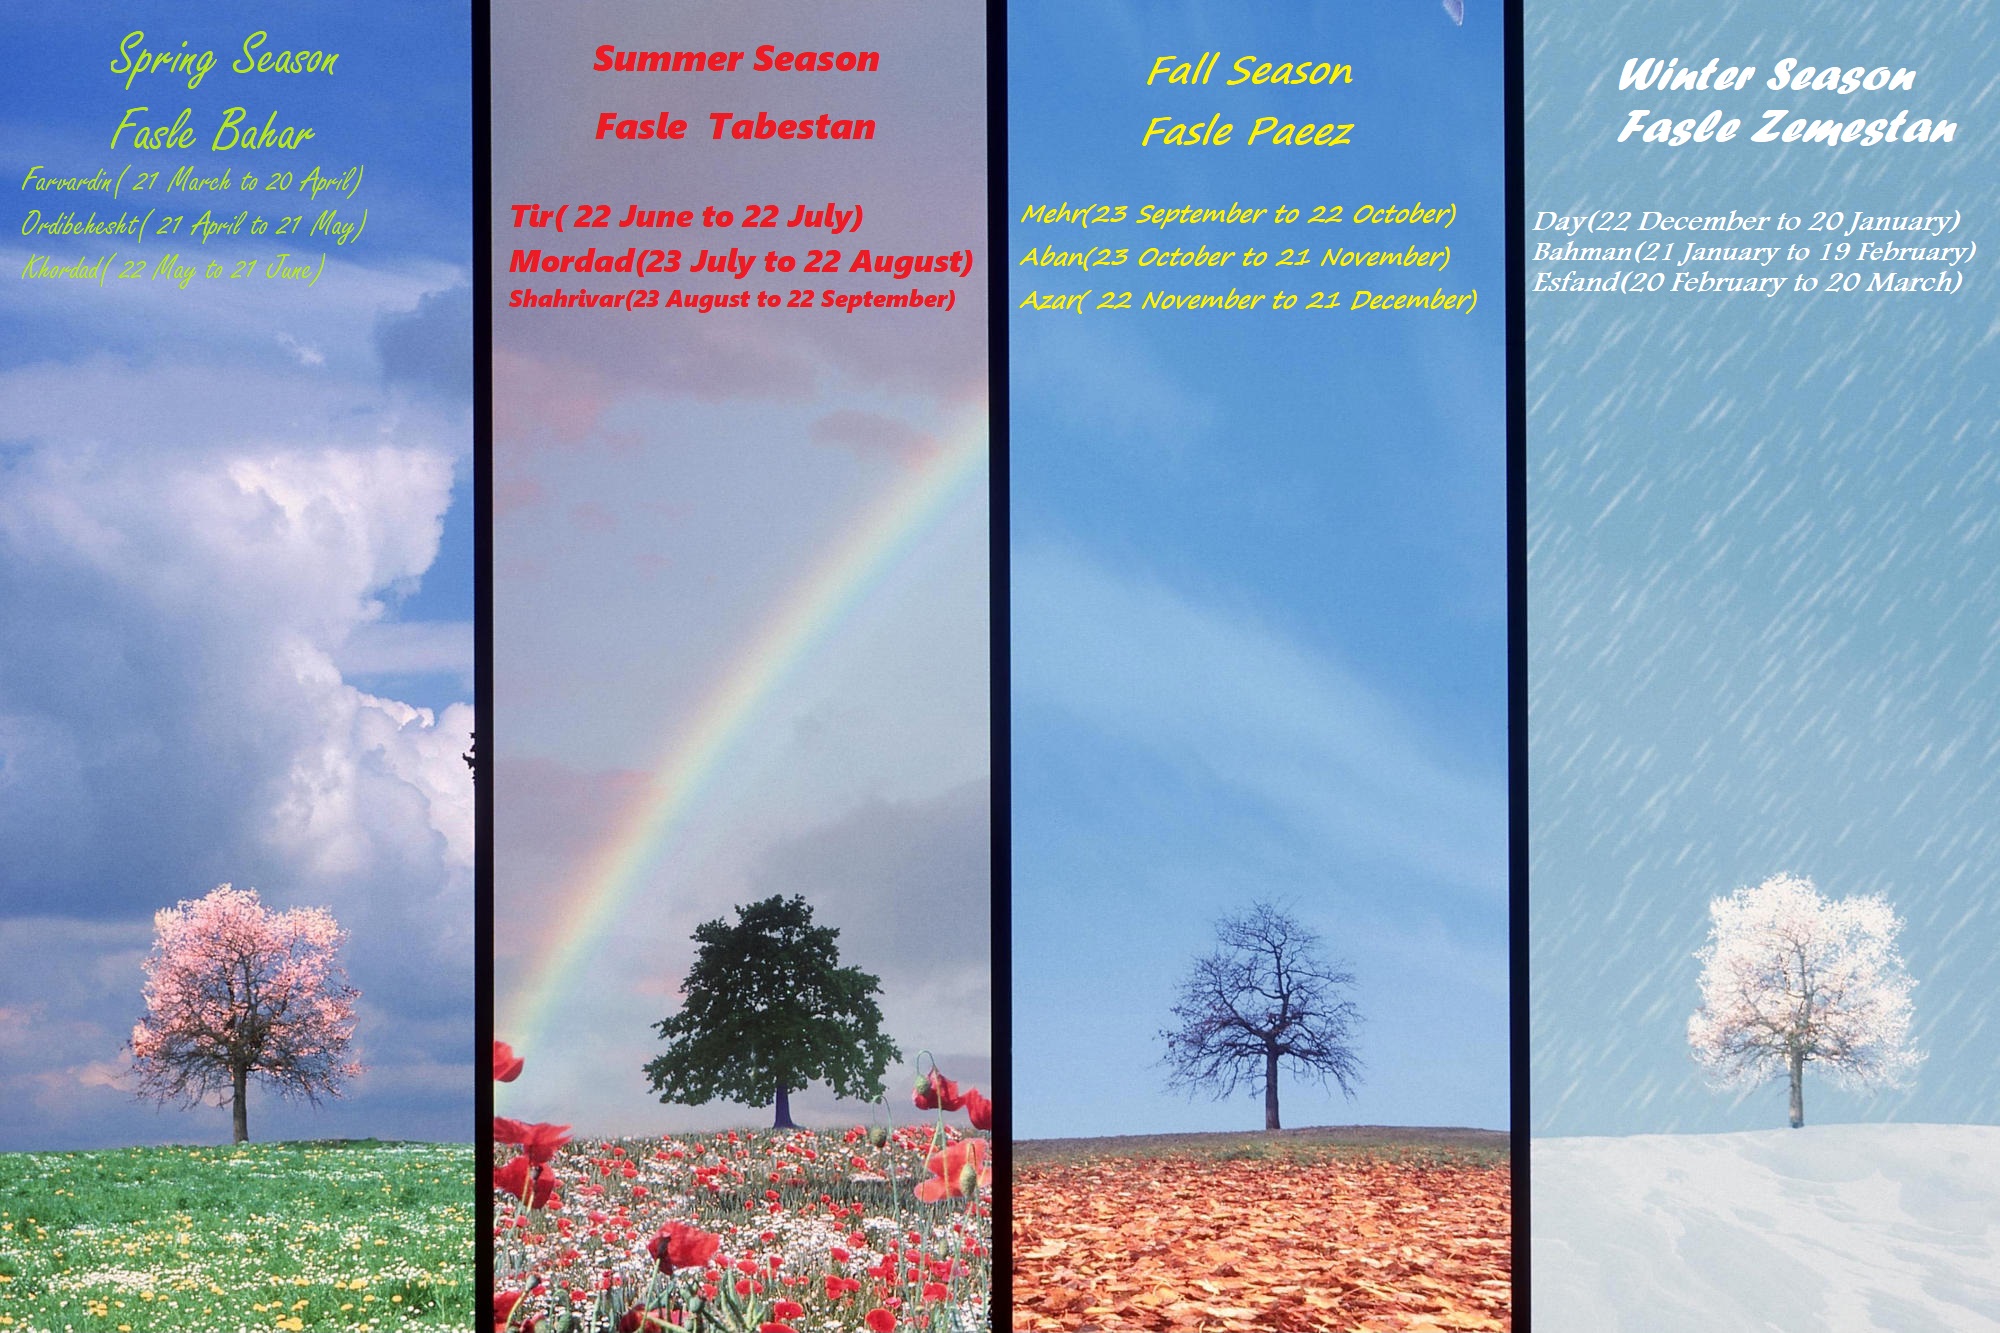 Spring Season
Fasle Bahar
Farvardin( 21 March to 20 April)
Ordibehesht( 21 April to 21 May)
Khordad( 22 May to 21 June)
Summer Season
Fasle Tabestan
Tir( 22 June to 22 July)
Mordad(23 July to 22 August)
Shahrivar(23 August to 22 September)
Fall Season
Fasle Paeez
Mehr(23 September to 22 October)
Aban(23 October to 21 November)
Azar( 22 November to 21 December)
Winter Season
Fasle Zemestan
Day(22 December to 20 January)
Bahman(21 January to 19 February)
Esfand(20 February to 20 March)